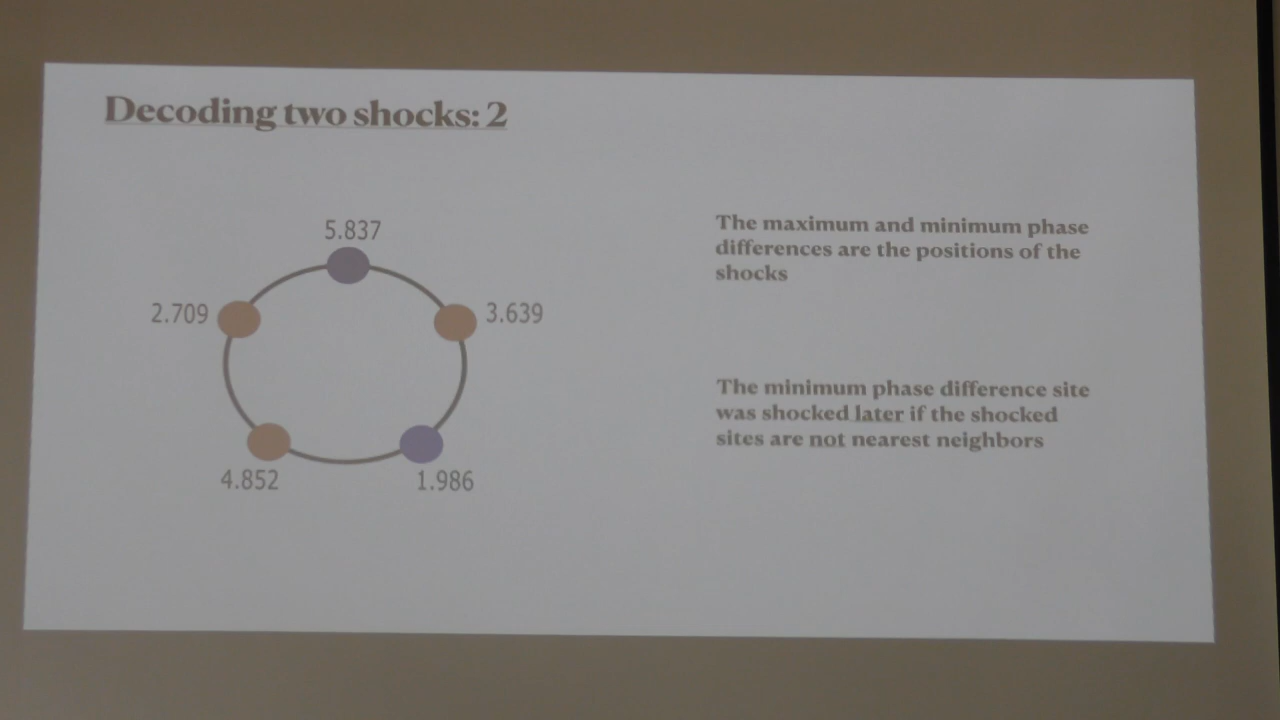 Decoding two shocks: 2
5.837
2.709
3.639
4.852
1.986
The maximum and minimum phase
differences are the positions of the
shocks
The minimum phase difference site
was shocked later if the shocked
sites are not nearest neighbors